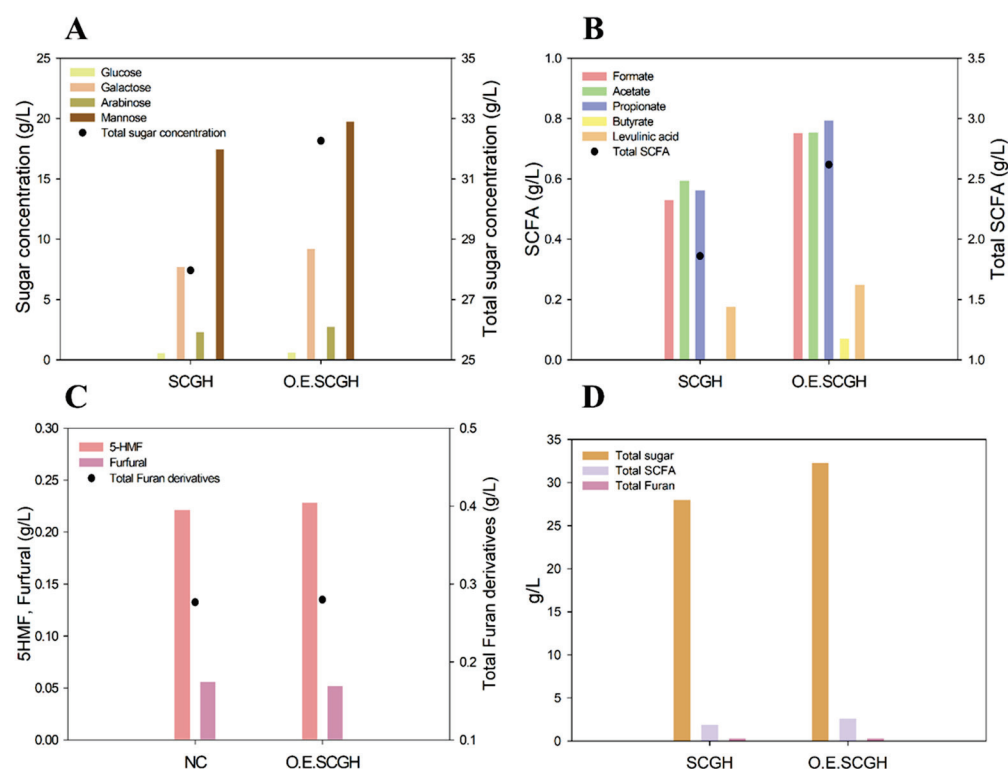 A
Sugar concentration (g/L)
25
20
15
10
5
0
Glucose
Galactose
Arabinose
Mannose
Total sugar concentration
35
33
31
29
27
25
Total sugar concentration (g/L)
SCGH
O.E.SCGH
B
SCFA (g/L)
1.0
0.8
0.6
0.4
0.2
0.0
Formate
Acetate
Propionate
Butyrate
Levulinic acid
Total SCFA
3.5
3.0
2.5
2.0
1.5
1.0
Total SCFA (g/L)
SCGH
O.E.SCGH
C
5HMF, Furfural (g/L)
0.30
0.25
0.20
0.15
0.10
0.05
0.00
5-HMF
Furfural
Total Furan derivatives
0.5
0.4
0.3
0.2
0.1
Total Furan derivatives (g/L)
NC
O.E.SCGH
D
g/L
35
30
25
20
15
10
5
0
Total sugar
Total SCFA
Total Furan
SCGH
O.E.SCGH